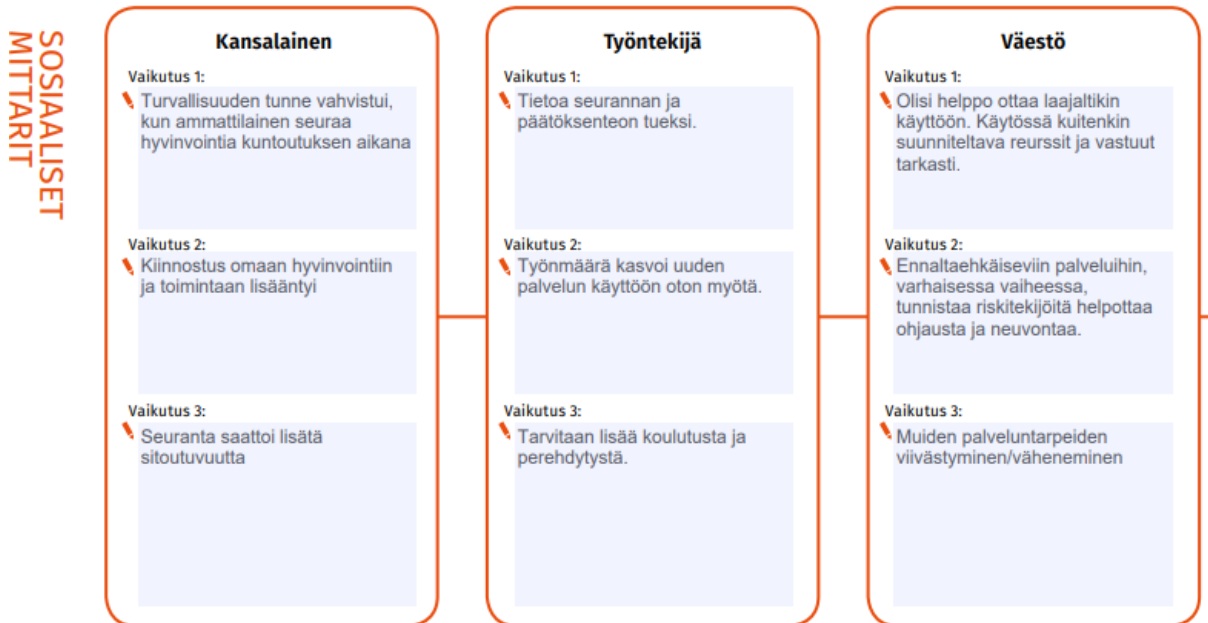 SOSIAALISET
MITTARIT
Kansalainen
Vaikutus 1:
Turvallisuuden tunne vahvistui,
kun ammattilainen seuraa
hyvinvointia kuntoutuksen aikana
Vaikutus 2:
Kiinnostus omaan hyvinvointiin
ja toimintaan lisääntyi
Vaikutus 3:
Seuranta saattoi lisätä
sitoutuvuutta
Työntekijä
Vaikutus 1:
Tietoa seurannan ja
päätöksenteon tueksi.
Vaikutus 2:
Työnmäärä kasvoi uuden
palvelun käyttöön oton myötä.
Vaikutus 3:
Tarvitaan lisää koulutusta ja
perehdytystä.
Väestö
Vaikutus 1:
Olisi helppo ottaa laajaltikin
käyttöön. Käytössä kuitenkin
suunniteltava reurssit ja vastuut
tarkasti.
Vaikutus 2:
Ennaltaehkäiseviin palveluihin,
varhaisessa vaiheessa,
tunnistaa riskitekijöitä helpottaa
ohjausta ja neuvontaa.
Vaikutus 3:
Muiden palveluntarpeiden
viivästyminen/väheneminen